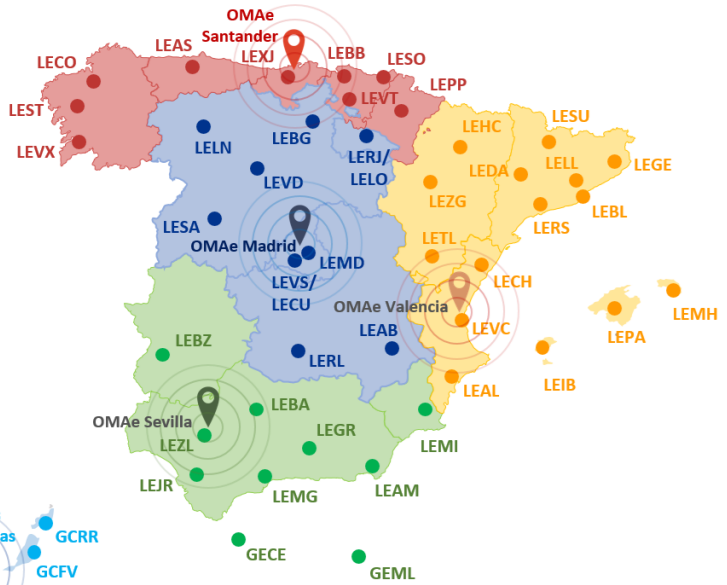 OMAe
Santander
LECO
LEAS
LEXJ
LEBB
LESO
LEPP
LEST
LEVT
LEVX
LELN
LEBG
LERJ/
LELO
LEHC
LESU
LEVD
LEDA
LELL
LEGE
LEZG
LEBL
LESA
LERS
OMAe Madrid
LEMD
LETL
LECH
LEVS/
LECU
OMAe Valencia
LEVC
LEMH
LEPA
LEBZ
LERL
LEAB
LEIB
LEAL
OMAe Sevilla
LEBA
LEZL
LEGR
LEMI
LEJR
LEMG
LEAM
as
GCRR
GCFV
GECE
GEML